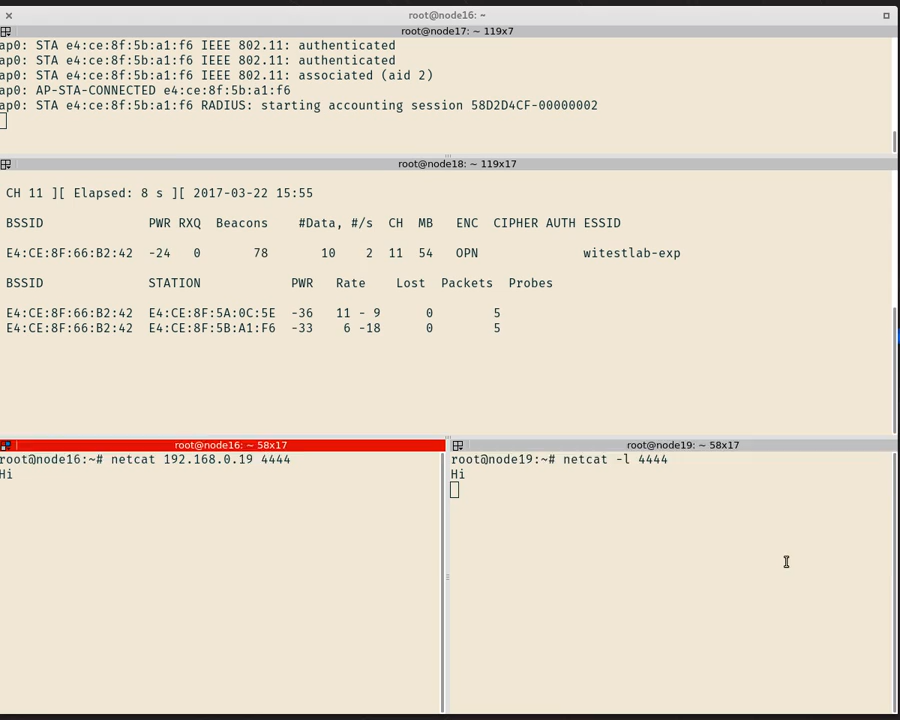 root@node16: ~
root@node17: ~ 119x7
ap0: STA e4:ce:8f:5b:a1:f6 IEEE 802.11: authenticated
ap0: STA e4:ce:8f:5b:a1:f6 IEEE 802.11: authenticated
ap0: STA e4:ce:8f:5b:a1:f6 IEEE 802.11: associated (aid 2)
ap0: AP-STA-CONNECTED e4:ce:8f:5b:a1:f6
ap0: STA e4:ce:8f:5b:a1:f6 RADIUS: starting accounting session 58D2D4CF-00000002
root@node18: ~ 119x17
CH 11 ][ Elapsed: 8 s ][ 2017-03-22 15:55
BSSID PWR RXQ Beacons #Data, #/s CH MB ENC CIPHER AUTH ESSID
E4:CE:8F:66:B2:42 -24 0 78 10 2 11 54 OPN witestlab-exp
BSSID STATION PWR Rate Lost Packets Probes
E4:CE:8F:66:B2:42 E4:CE:8F:5A:0C:5E -36 11 - 9 0 5
E4:CE:8F:66:B2:42 E4:CE:8F:5B:A1:F6 -33 6 -18 0 5
root@node16: ~ 58x17
root@node16:~# netcat 192.168.0.19 4444
Hi
root@node19: ~ 58x17
root@node19:~# netcat -l 4444
Hi